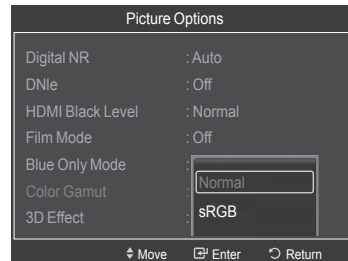 Picture Options
Digital NR : Auto
DNIe : Off
HDMI Black Level : Normal
Film Mode : Off
Blue Only Mode :
Normal
Color Gamut :
sRGB
3D Effect :
Move Enter Return